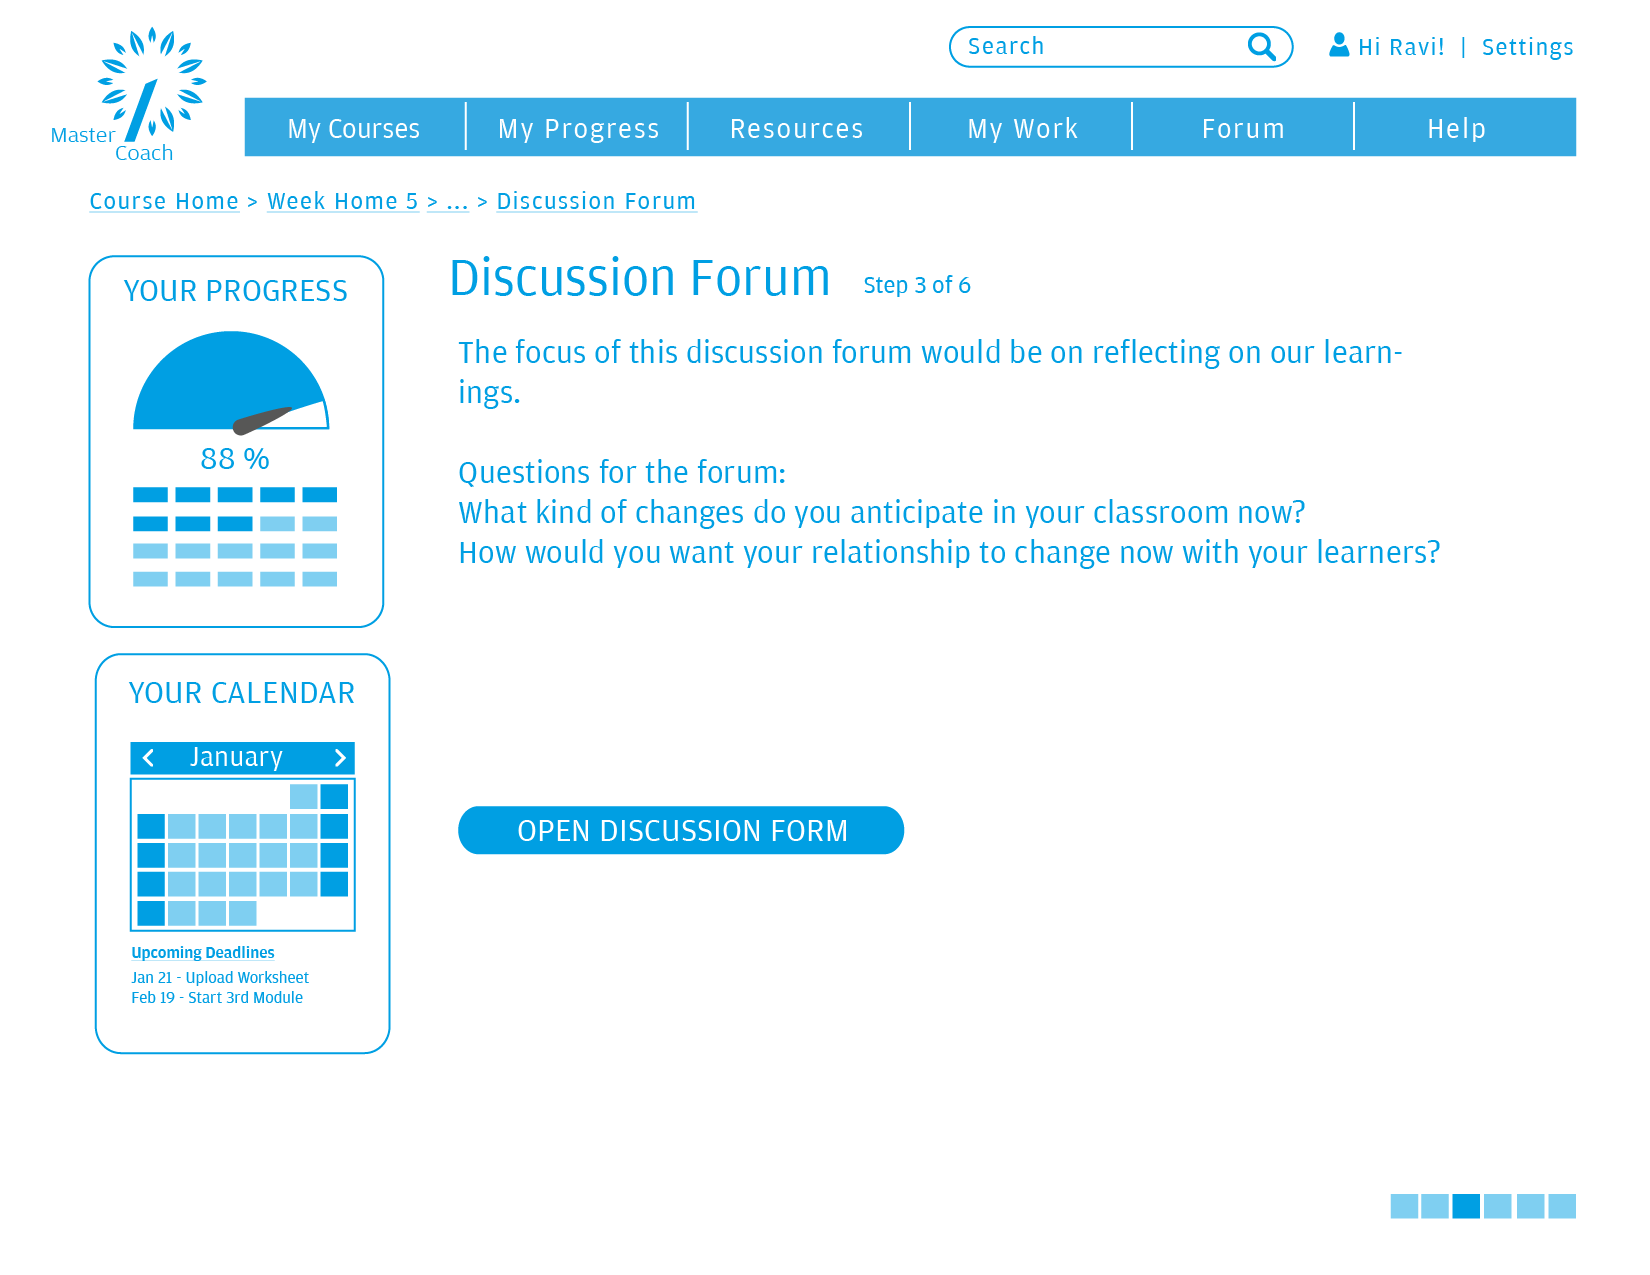 Search
Hi Ravi! | Settings
Master
Coach
My Courses
My Progress
Resources
My Work
Forum
Help
Course Home > Week Home 5 > ... > Discussion Forum
YOUR PROGRESS
88 %
Discussion Forum Step 3 of 6
The focus of this discussion forum would be on reflecting on our learn-
ings.
Questions for the forum:
What kind of changes do you anticipate in your classroom now?
How would you want your relationship to change now with your learners?
OPEN DISCUSSION FORM
YOUR CALENDAR
January
Upcoming Deadlines
Jan 21 - Upload Worksheet
Feb 19 - Start 3rd Module